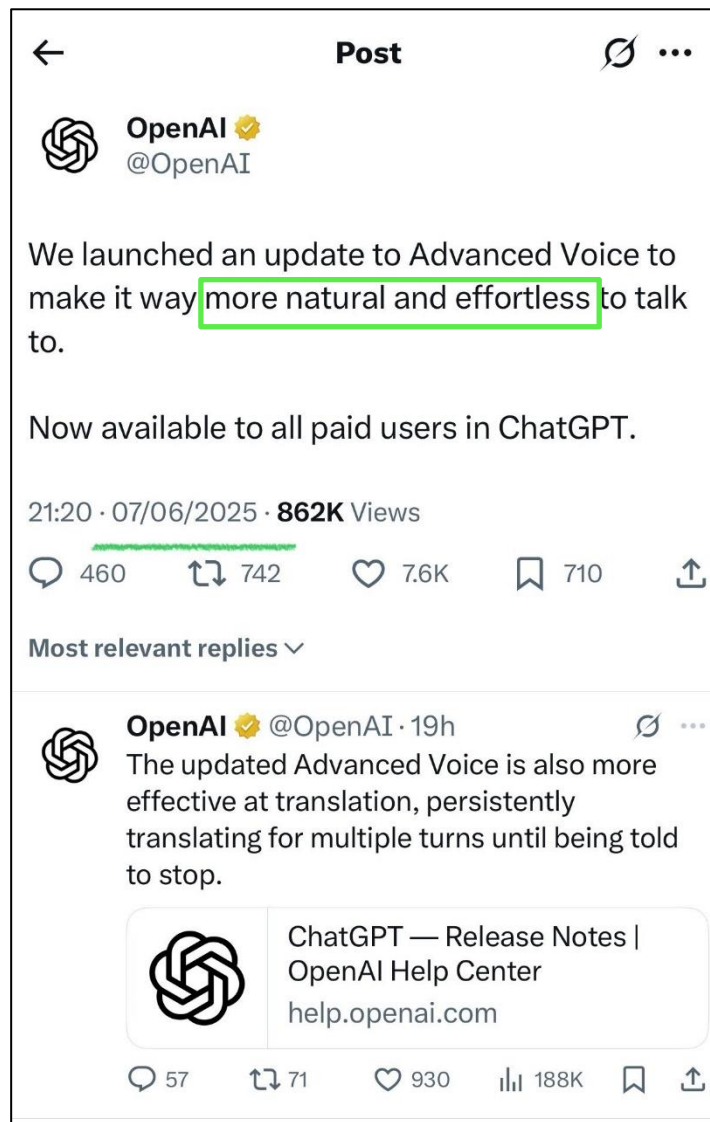 Post
OpenAI
@OpenAI
We launched an update to Advanced Voice to
make it way more natural and effortless to talk
to.
Now available to all paid users in ChatGPT.
21:20 · 07/06/2025 · 862K Views
460 742 7.6K 710
Most relevant replies
OpenAI @OpenAI · 19h
The updated Advanced Voice is also more
effective at translation, persistently
translating for multiple turns until being told
to stop.
ChatGPT — Release Notes |
OpenAI Help Center
help.openai.com
57 71 930 188K